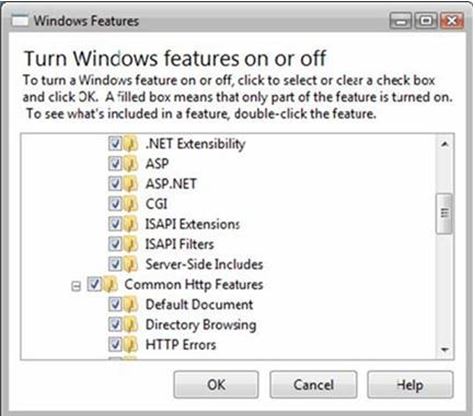 Windows Features
Turn Windows features on or off
To turn a Windows feature on or off, click to select or clear a check box
and click OK. A filled box means that only part of the feature is turned on.
To see what's included in a feature, double-click the feature.
.NET Extensibility
ASP
ASP.NET
CGI
ISAPI Extensions
ISAPI Filters
Server-Side Includes
Common Http Features
Default Document
Directory Browsing
HTTP Errors
OK
Cancel
Help